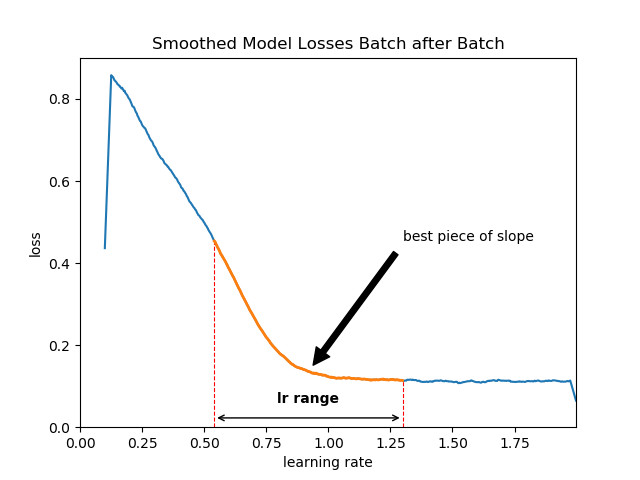 Smoothed Model Losses Batch after Batch
0.8
0.6
0.4
0.2
0.0
loss
best piece of slope
lr range
0.00 0.25 0.50 0.75 1.00 1.25 1.50 1.75
learning rate